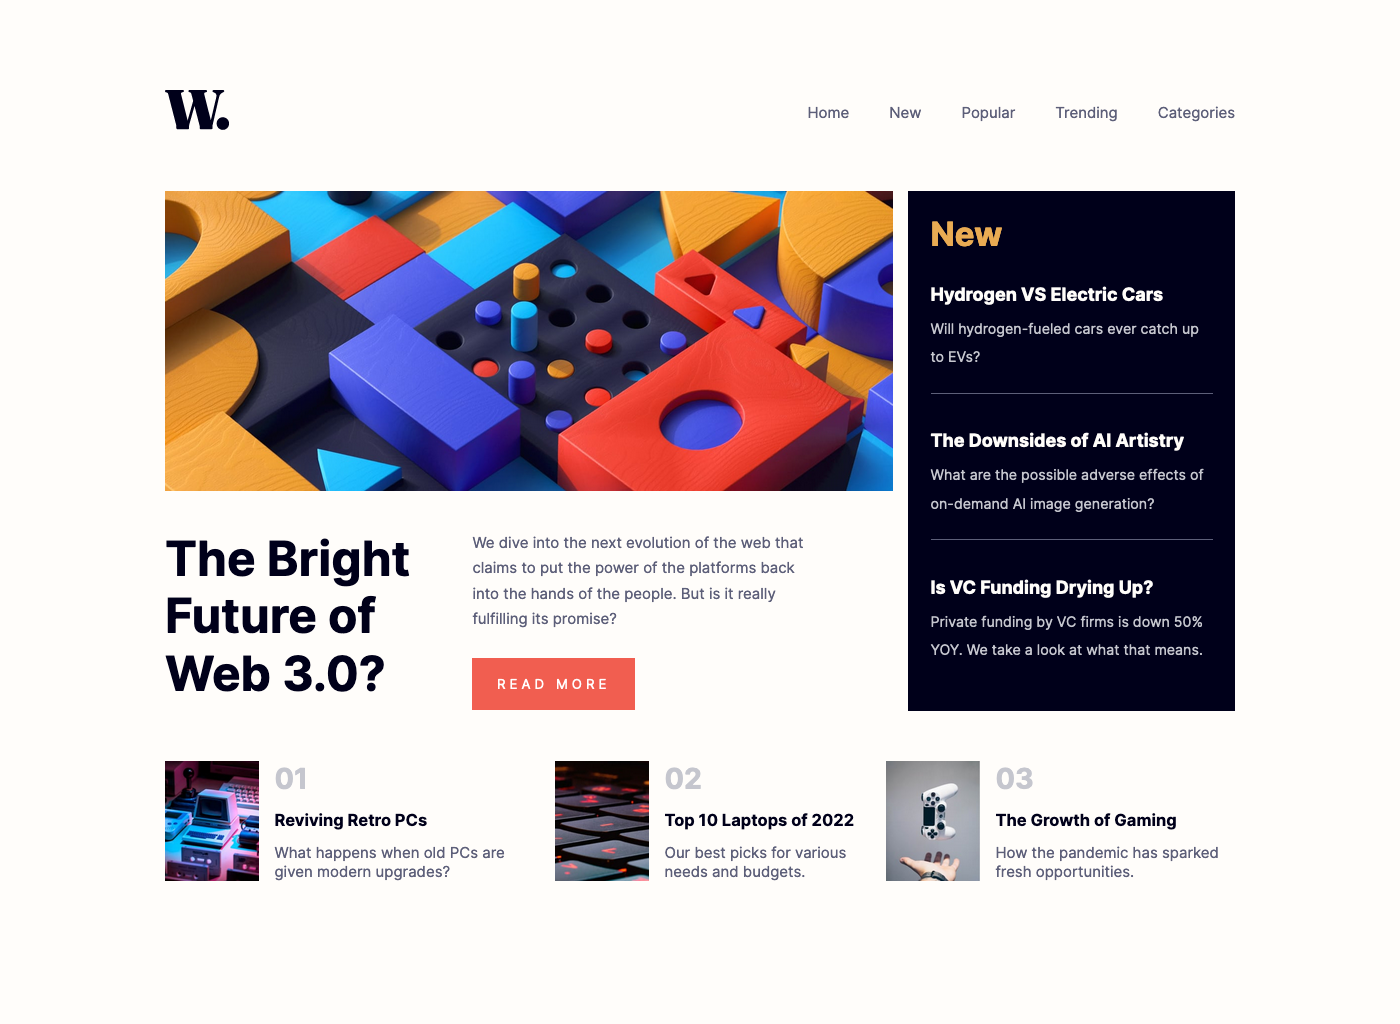 W.
Home
New
Popular
Trending
Categories
New
Hydrogen VS Electric Cars
Will hydrogen-fueled cars ever catch up
to EVs?
The Downsides of AI Artistry
What are the possible adverse effects of
on-demand AI image generation?
Is VC Funding Drying Up?
Private funding by VC firms is down 50%
YOY. We take a look at what that means.
The Bright
Future of
Web 3.0?
We dive into the next evolution of the web that
claims to put the power of the platforms back
into the hands of the people. But is it really
fulfilling its promise?
READ MORE
01
Reviving Retro PCs
What happens when old PCs are
given modern upgrades?
02
Top 10 Laptops of 2022
Our best picks for various
needs and budgets.
03
The Growth of Gaming
How the pandemic has sparked
fresh opportunities.